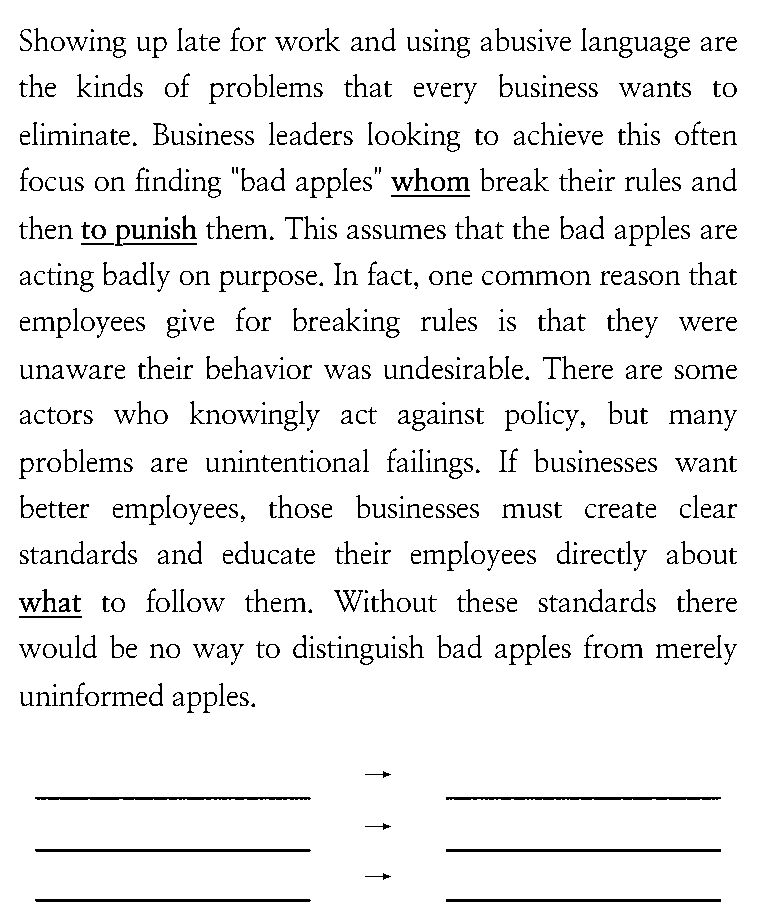 Showing up late for work and using abusive language are
the kinds of problems that every business wants to
eliminate. Business leaders looking to achieve this often
focus on finding "bad apples" whom break their rules and
then to punish them. This assumes that the bad apples are
acting badly on purpose. In fact, one common reason that
employees give for breaking rules is that they were
unaware their behavior was undesirable. There are some
actors who knowingly act against policy, but many
problems are unintentional failings. If businesses want
better employees, those businesses must create clear
standards and educate their employees directly about
what to follow them. Without these standards there
would be no way to distinguish bad apples from merely
uninformed apples.
→
→
→